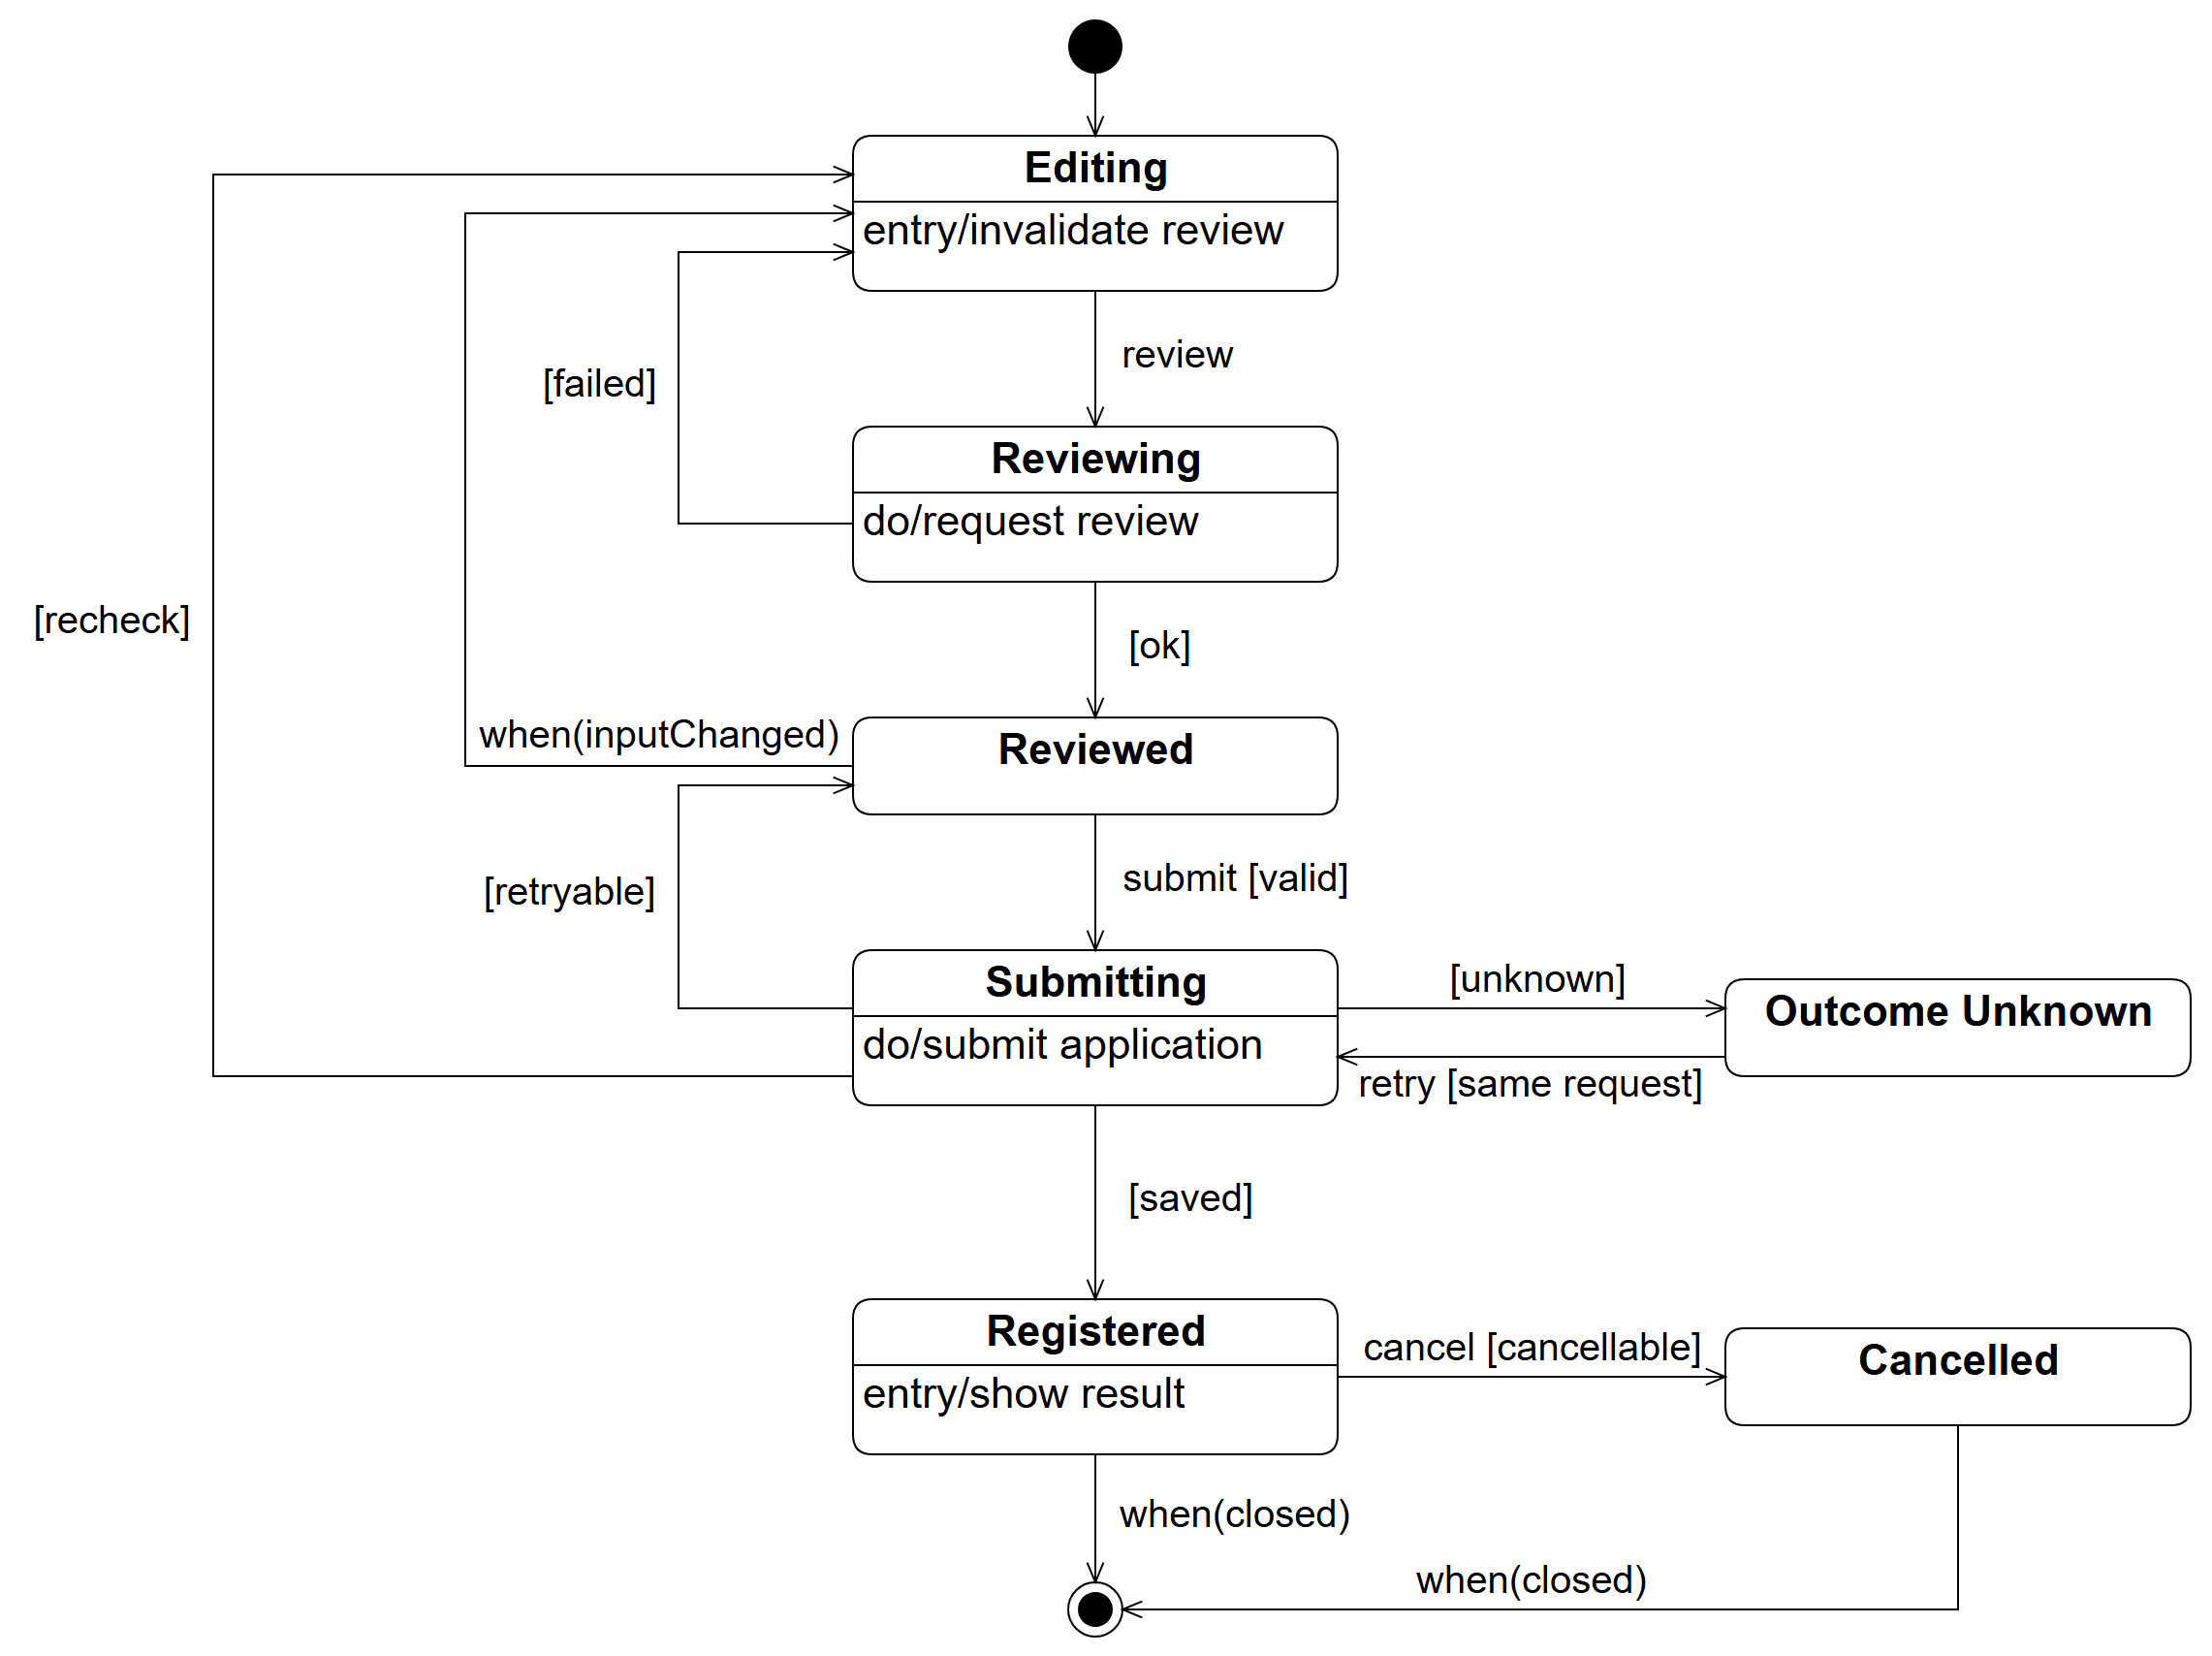 Editing
entry/invalidate review
review
[failed]
Reviewing
do/request review
[recheck]
[ok]
when(inputChanged)
Reviewed
[retryable]
submit [valid]
Submitting
do/submit application
[unknown]
Outcome Unknown
retry [same request]
[saved]
Registered
entry/show result
cancel [cancellable]
Cancelled
when(closed)
when(closed)